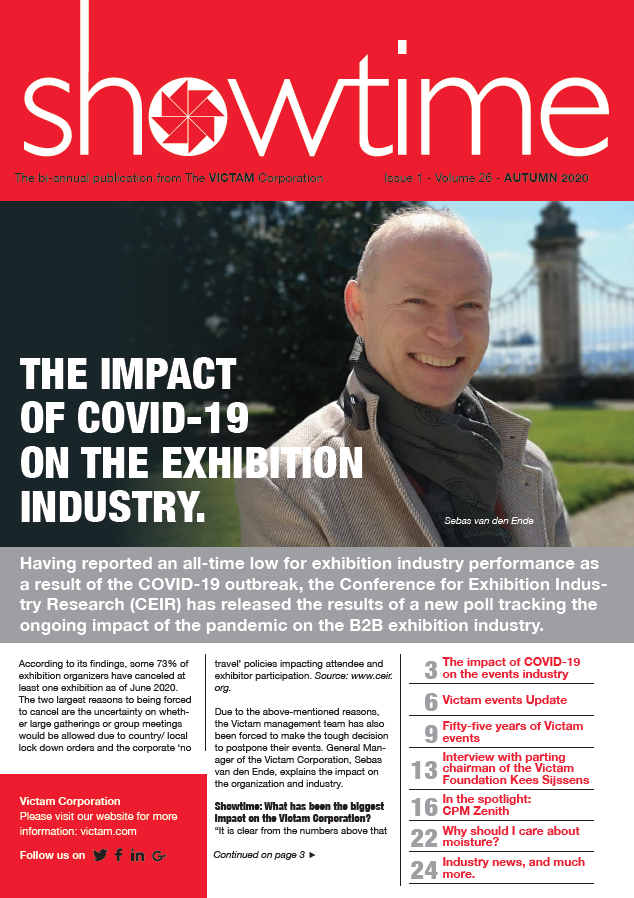 showtime
The bi-annual publication from The VICTAM Corporation
Issue 1 - Volume 26 - AUTUMN 2020
THE IMPACT
OF COVID-19
ON THE EXHIBITION
INDUSTRY.
Sebas van den Ende
Having reported an all-time low for exhibition industry performance as
a result of the COVID-19 outbreak, the Conference for Exhibition Indus-
try Research (CEIR) has released the results of a new poll tracking the
ongoing impact of the pandemic on the B2B exhibition industry.
According to its findings, some 73% of
exhibition organizers have canceled at
least one exhibition as of June 2020.
The two largest reasons to being forced
to cancel are the uncertainty on wheth-
er large gatherings or group meetings
would be allowed due to country/ local
lock down orders and the corporate ‘no
travel’ policies impacting attendee and
exhibitor participation. Source: www.ceir.
org.
Due to the above-mentioned reasons,
the Victam management team has also
been forced to make the tough decision
to postpone their events. General Man-
ager of the Victam Corporation, Sebas
van den Ende, explains the impact on
the organization and industry.
Showtime: What has been the biggest
impact on the Victam Corporation?
“It is clear from the numbers above that
Continued on page 3 ►
3 The impact of COVID-19
on the events industry
6 Victam events Update
9 Fifty-five years of Victam
events
13 Interview with parting
chairman of the Victam
Foundation Kees Sijssens
16 In the spotlight:
CPM Zenith
22 Why should I care about
moisture?
24 Industry news, and much
more.
Victam Corporation
Please visit our website for more
information: victam.com
Follow us on